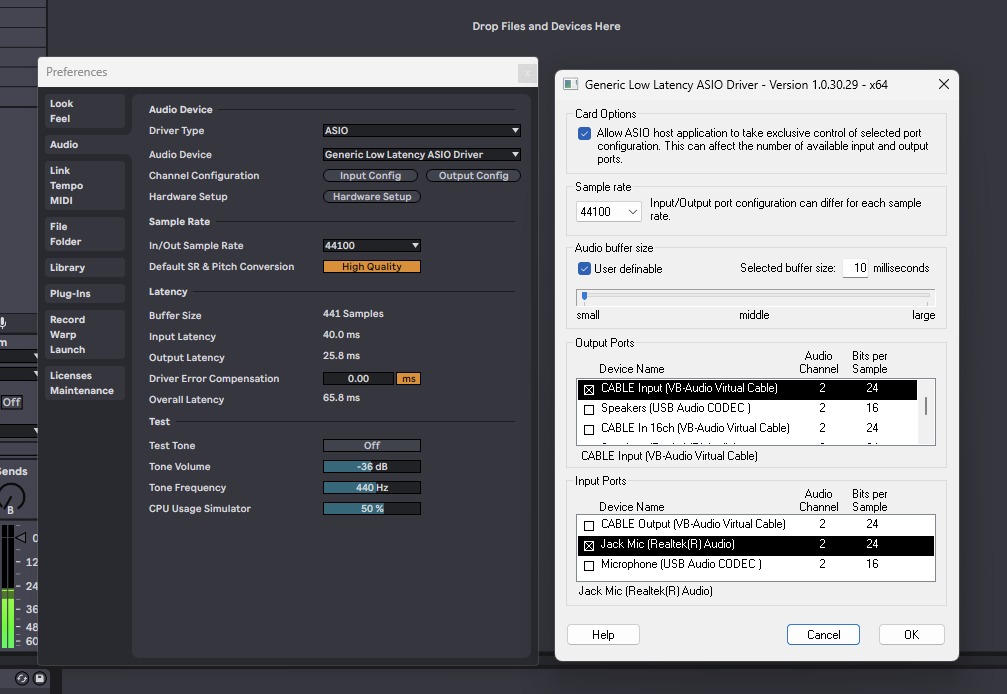 Drop Files and Devices Here
Preferences
x
Look
Feel
Audio
Link
Tempo
MIDI
File
Folder
Library
Plug-Ins
Record
Warp
Launch
Licenses
Maintenance
Audio Device
Driver Type ASIO
Audio Device Generic Low Latency ASIO Driver
Channel Configuration Input Config Output Config
Hardware Setup Hardware Setup
Sample Rate
In/Out Sample Rate 44100
Default SR & Pitch Conversion High Quality
Latency
Buffer Size 441 Samples
Input Latency 40.0 ms
Output Latency 25.8 ms
Driver Error Compensation 0.00 ms
Overall Latency 65.8 ms
Test
Test Tone Off
Tone Volume -36 dB
Tone Frequency 440 Hz
CPU Usage Simulator 50 %
Generic Low Latency ASIO Driver - Version 1.0.30.29 - x64
Card Options
Allow ASIO host application to take exclusive control of selected port
configuration. This can affect the number of available input and output
ports.
Sample rate
44100
Input/Output port configuration can differ for each sample
rate.
Audio buffer size
User definable Selected buffer size: 10 milliseconds
small middle large
Output Ports
Audio Bits per
Device Name Channel Sample
CABLE Input (VB-Audio Virtual Cable) 2 24
Speakers (USB Audio CODEC ) 2 16
CABLE In 16ch (VB-Audio Virtual Cable) 2 24
CABLE Input (VB-Audio Virtual Cable)
Input Ports
Audio Bits per
Device Name Channel Sample
CABLE Output (VB-Audio Virtual Cable) 2 24
Jack Mic (Realtek(R) Audio) 2 24
Microphone (USB Audio CODEC ) 2 16
Jack Mic (Realtek(R) Audio)
Help Cancel OK
m
Off
Sends
B
0
12
24
36
48
60